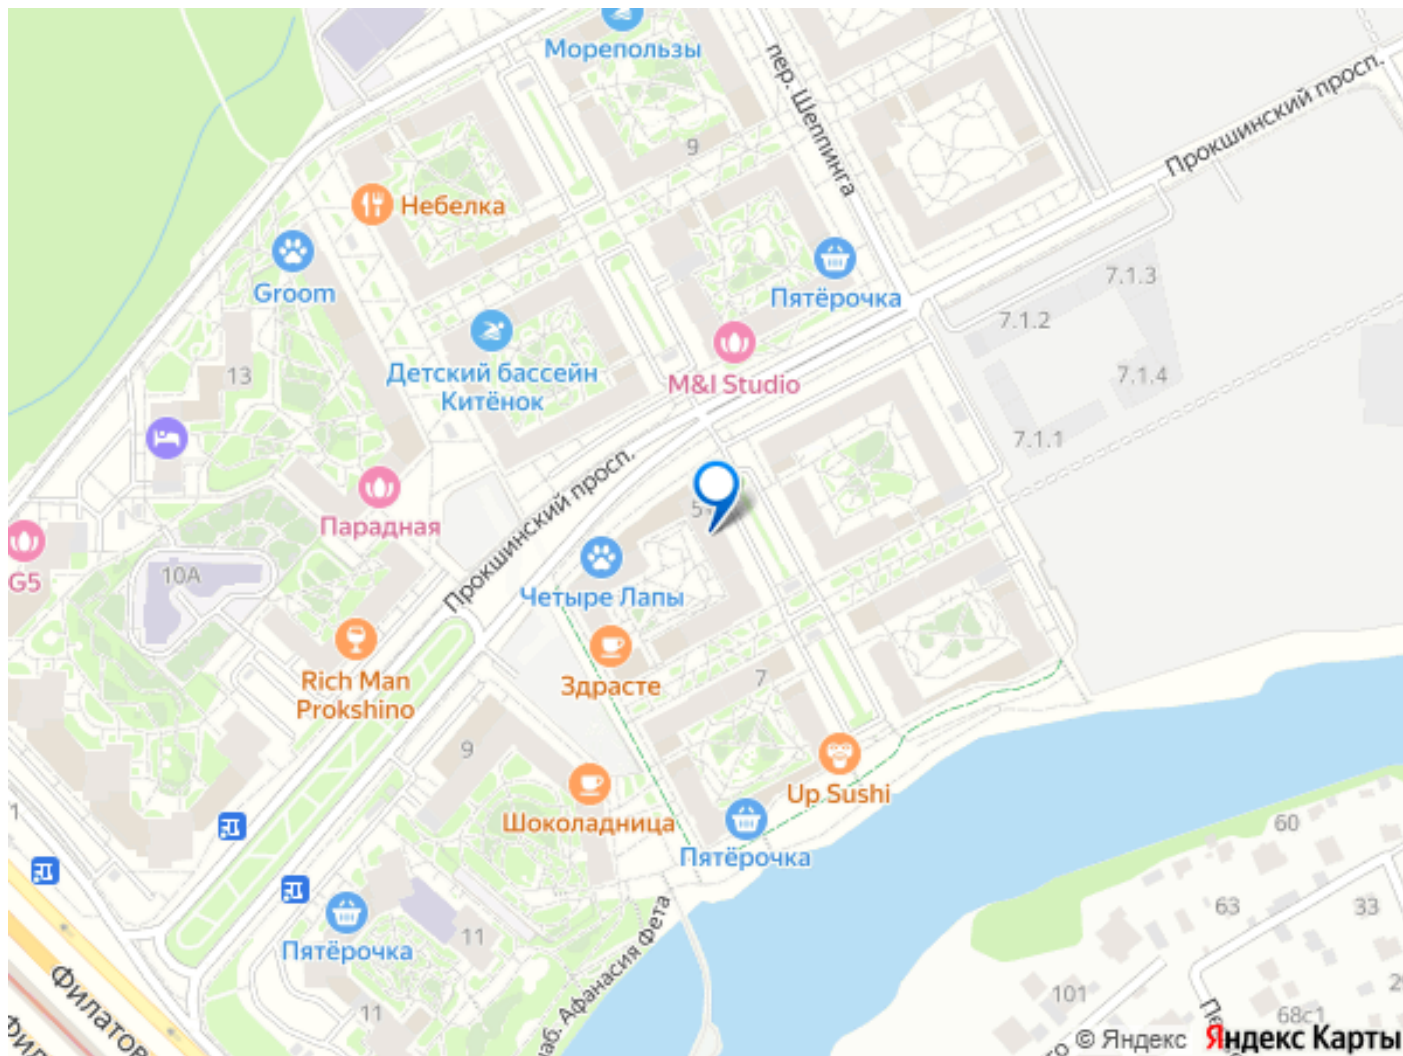 Морепользы
пер. Шеппинга
Прокшинский просп.
9
Небелка
Groom
Пятёрочка
7.1.3
7.1.2
M&I Studio
13
Детский бассейн
Китёнок
7.1.4
7.1.1
Парадная
Прокшинский просп.
5
G5
10А
Четыре Лапы
Rich Man
Prokshino
Здрасте
7
9
Up Sushi
Шоколадница
Пятёрочка
1
60
63
33
Пятёрочка
11
11
наб. Афанасия Фета
Филатов
101
68с1
© Яндекс
Яндекс Карты